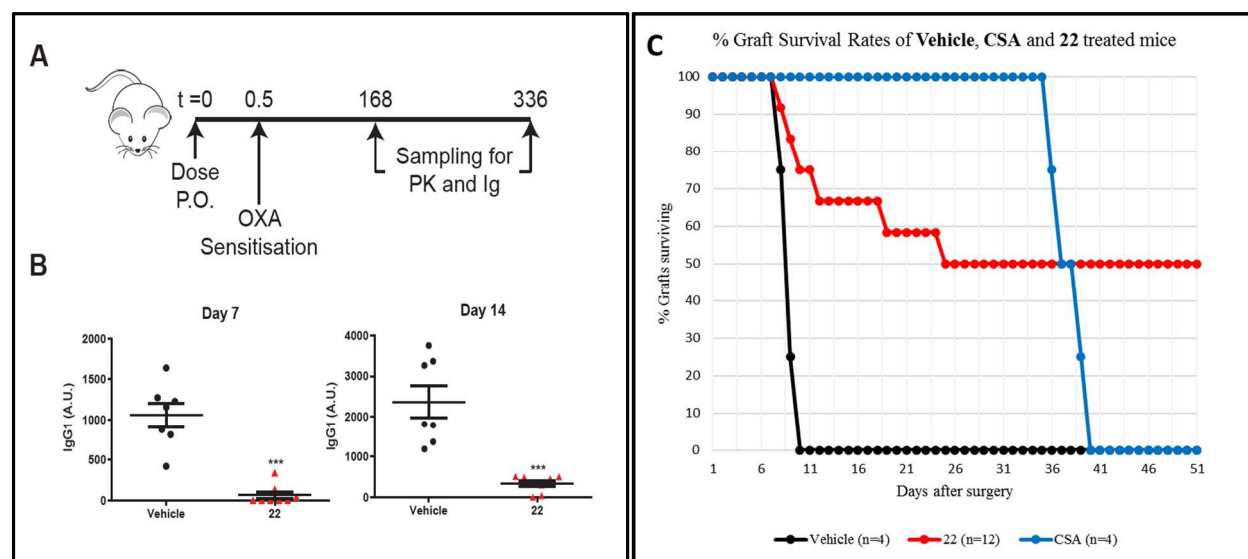 A
t =0 0.5 168 336
Dose
P.O.
OXA
Sensitisation
Sampling for
PK and Ig
B
Day 7
2000
1500
1000
500
0
IgG1 (A.U.)
***
Vehicle 22
Day 14
4000
3000
2000
1000
0
IgG1 (A.U.)
***
Vehicle 22
C
% Graft Survival Rates of Vehicle, CSA and 22 treated mice
100
90
80
70
60
50
40
30
20
10
0
% Grafts surviving
1 6 11 16 21 26 31 36 41 46 51
Days after surgery
Vehicle (n=4) 22 (n=12) CSA (n=4)